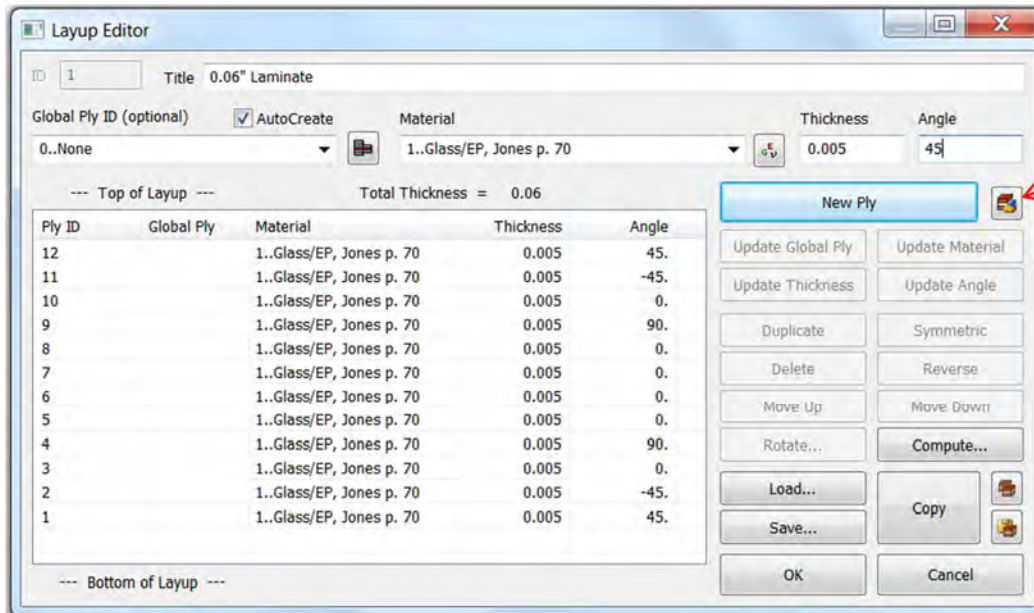 Layup Editor
ID 1 Title 0.06" Laminate
Global Ply ID (optional) AutoCreate Material Thickness Angle
0..None 1..Glass/EP, Jones p. 70 0.005 45
--- Top of Layup --- Total Thickness = 0.06
New Ply
Ply ID Global Ply Material Thickness Angle
12 1..Glass/EP, Jones p. 70 0.005 45.
11 1..Glass/EP, Jones p. 70 0.005 -45.
10 1..Glass/EP, Jones p. 70 0.005 0.
9 1..Glass/EP, Jones p. 70 0.005 90.
8 1..Glass/EP, Jones p. 70 0.005 0.
7 1..Glass/EP, Jones p. 70 0.005 0.
6 1..Glass/EP, Jones p. 70 0.005 0.
5 1..Glass/EP, Jones p. 70 0.005 0.
4 1..Glass/EP, Jones p. 70 0.005 90.
3 1..Glass/EP, Jones p. 70 0.005 0.
2 1..Glass/EP, Jones p. 70 0.005 -45.
1 1..Glass/EP, Jones p. 70 0.005 45.
Update Global Ply Update Material
Update Thickness Update Angle
Duplicate Symmetric
Delete Reverse
Move Up Move Down
Rotate... Compute...
Load... Copy
Save...
--- Bottom of Layup ---
OK Cancel